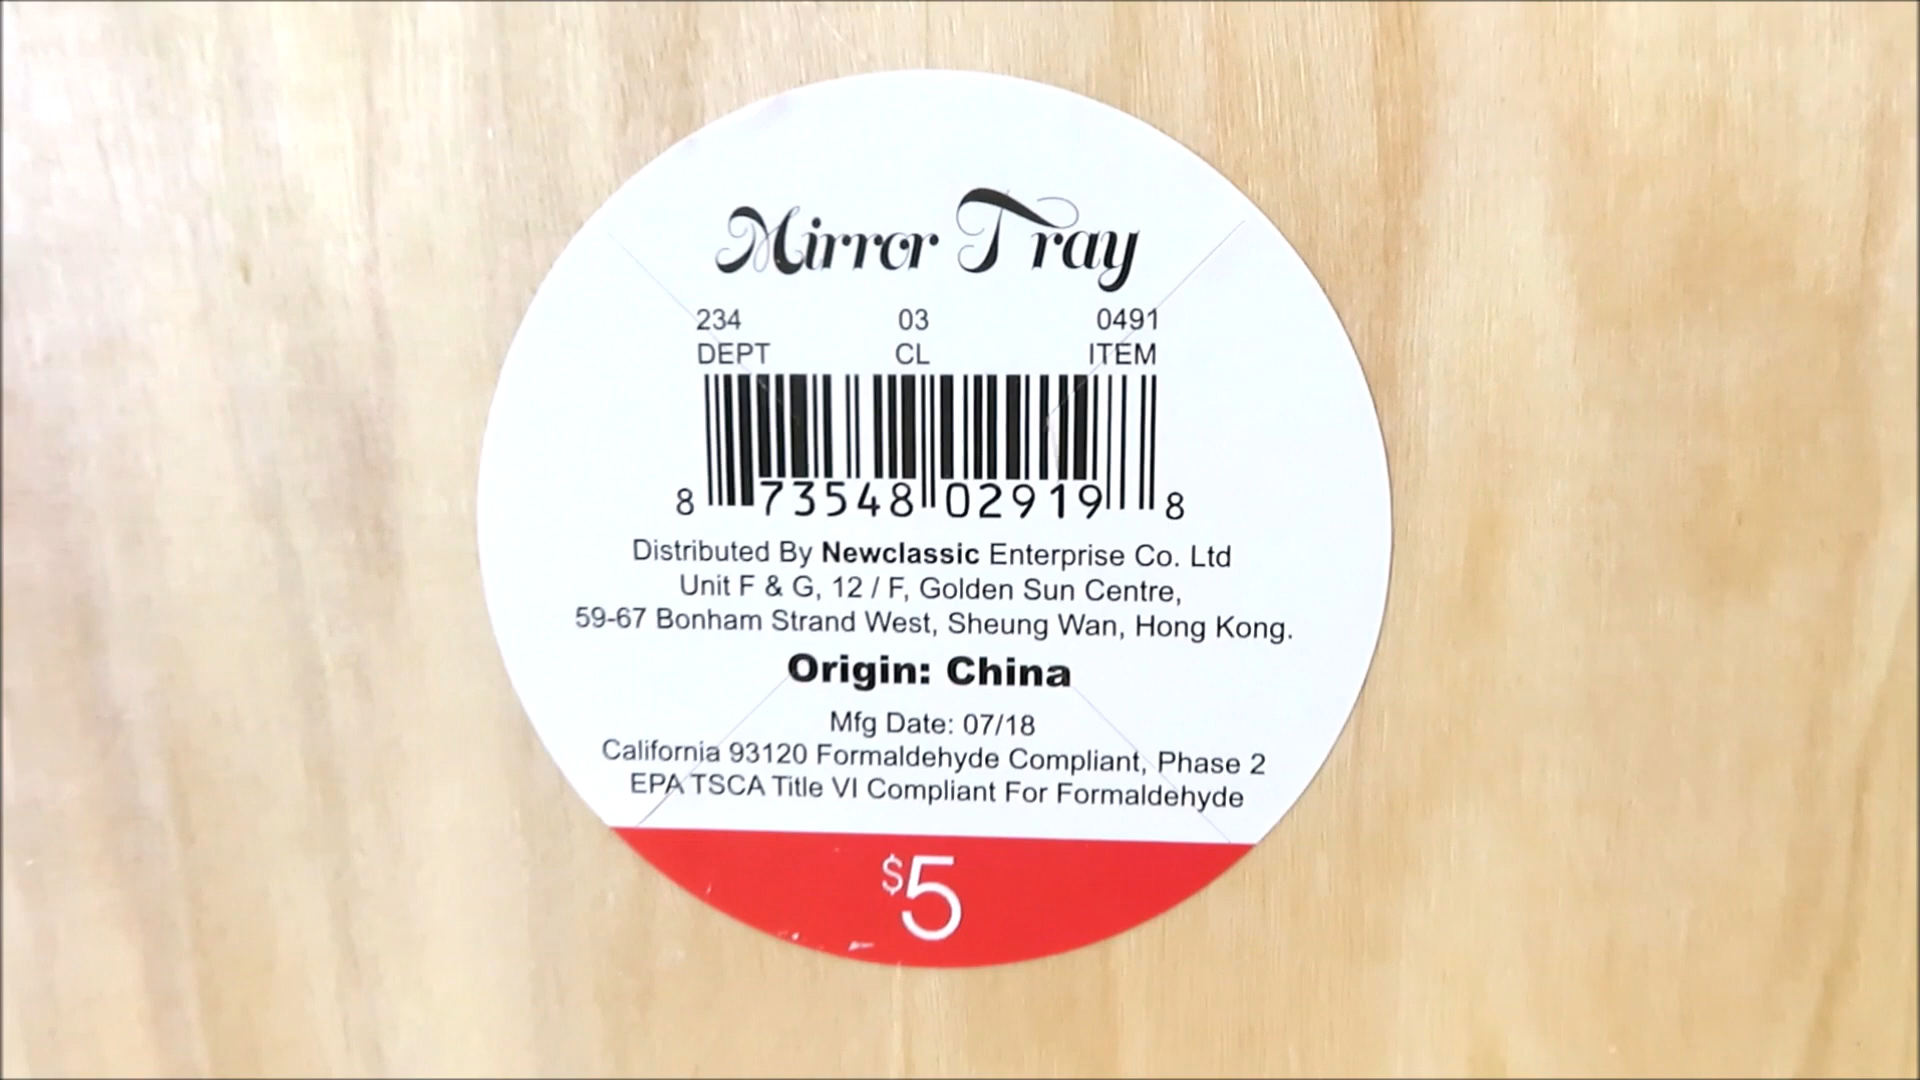 Mirror Tray
234 03 0491
DEPT CL ITEM
8 73548 02919 8
Distributed By Newclassic Enterprise Co. Ltd
Unit F & G, 12 / F, Golden Sun Centre,
59-67 Bonham Strand West, Sheung Wan, Hong Kong.
Origin: China
Mfg Date: 07/18
California 93120 Formaldehyde Compliant, Phase 2
EPA TSCA Title VI Compliant For Formaldehyde
$5